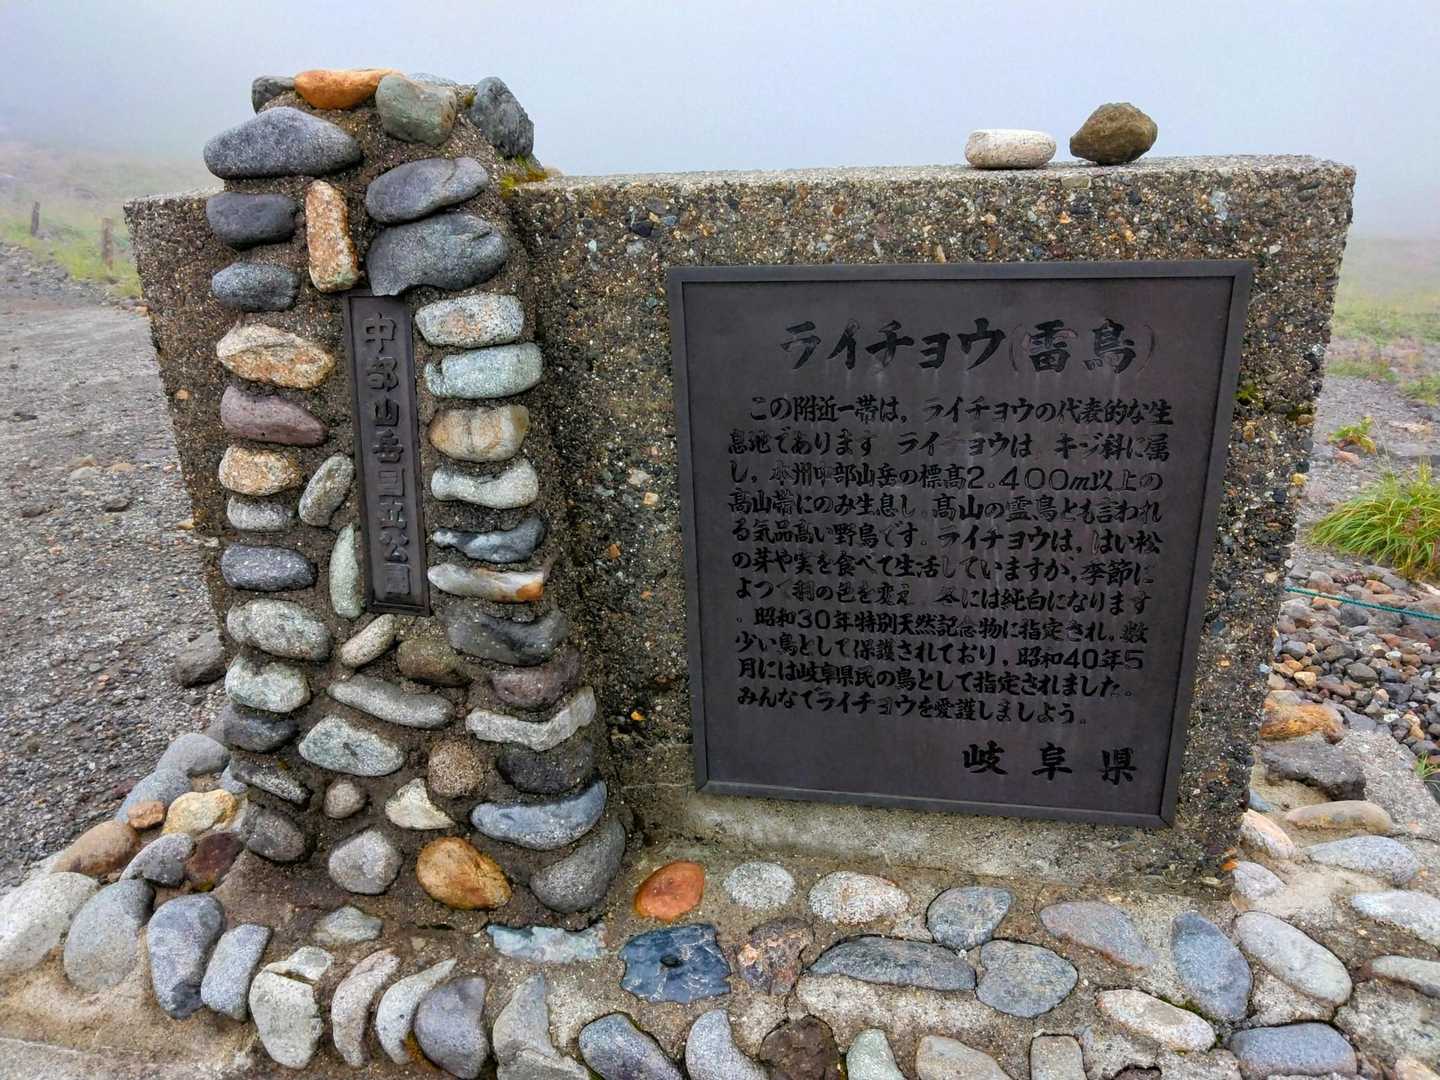 中部山岳国立公園
ライチョウ(雷鳥)
この附近一帯は,ライチョウの代表的な生
息地であります ライチョウは キジ科に属
し,本州中部山岳の標高2.400m以上の
高山帯にのみ生息し,高山の霊鳥とも言われ
る気品高い野鳥です。ライチョウは,はい松
の芽や実を食べて生活していますが,季節に
よつて羽の色を変え 冬には純白になります
。昭和30年特別天然記念物に指定され,数
少い鳥として保護されており,昭和40年5
月には岐阜県民の鳥として指定されました。
みんなでライチョウを愛護しましよう。
岐阜県